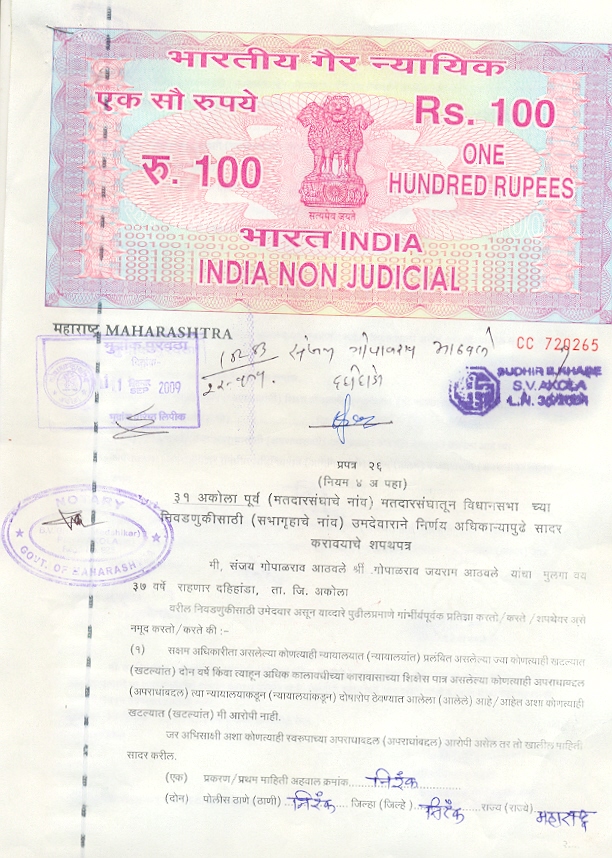 भारतीय गैर न्यायिक
एक सौ रुपये
Rs. 100
रु. 100
ONE
HUNDRED RUPEES
सत्यमेव जयते
भारत INDIA
INDIA NON JUDICIAL
महाराष्ट्र MAHARASHTRA
CC 720265
मुद्रांक पुरवठा
2009
संजय गोपालराव आठवले
SUDHIR
S.V. AKOLA
प्रपत्र २६
(नियम ४ अ पहा)
३१ अकोला पूर्व (मतदारसंघाचे नांव) मतदारसंघातून विधानसभा च्या
निवडणुकीसाठी (सभागृहाचे नांव) उमेदवाराने निर्णय अधिकाऱ्यापुढे सादर
करावयाचे शपथपत्र
NOTARY
GOVT. OF MAHARASH
मी, संजय गोपाळराव आठवले श्री .गोपाळराव जयराम आठवले यांचा मुलगा वय
३७ वर्षे राहणार दहिहांडा, ता. जि. अकोला
वरील निवडणुकीसाठी उमेदवार असून याव्दारे पुढीलप्रमाणे गांभीर्यपूर्वक प्रतिज्ञा करतो/करते /शपथेवर असे
नमूद करतो/करते की :-
(१) सक्षम अधिकारीता असलेल्या कोणत्याही न्यायालयात (न्यायालयांत) प्रलंबित असलेल्या ज्या कोणत्याही खटल्यात
(खटल्यांत) दोन वर्षे किंवा त्याहून अधिक कालावधीच्या कारावासाच्या शिक्षेस पात्र असलेल्या कोणत्याही अपराधाबद्दल
(अपराधांबद्दल) त्या न्यायालयाकडून (न्यायालयांकडून) दोषारोप ठेवण्यात आलेला (आलेले) आहे/आहेत अशा कोणत्याही
खटल्यात (खटल्यांत) मी आरोपी नाही.
जर अभिसाक्षी अशा कोणत्याही स्वरुपाच्या अपराधाबद्दल (अपराधांबद्दल) आरोपी असेल तर तो खालील माहिती
सादर करील.
(एक) प्रकरण/प्रथम माहिती अहवाल क्रमांक.. निरंक
(दोन) पोलीस ठाणे (ठाणी) ..निरंक.... जिल्हा (जिल्हे ) ..निरंक.... राज्य (राज्ये) महाराष्ट्र